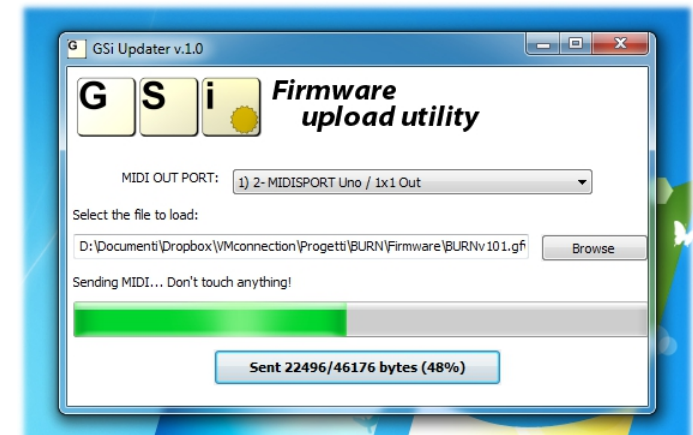 G GSi Updater v.1.0
G S i Firmware
upload utility
MIDI OUT PORT: 1) 2- MIDISPORT Uno / 1x1 Out
Select the file to load:
D:\Documenti\Dropbox\VMconnection\Progetti\BURN\Firmware\BURNv101.gf
Browse
Sending MIDI... Don't touch anything!
Sent 22496/46176 bytes (48%)